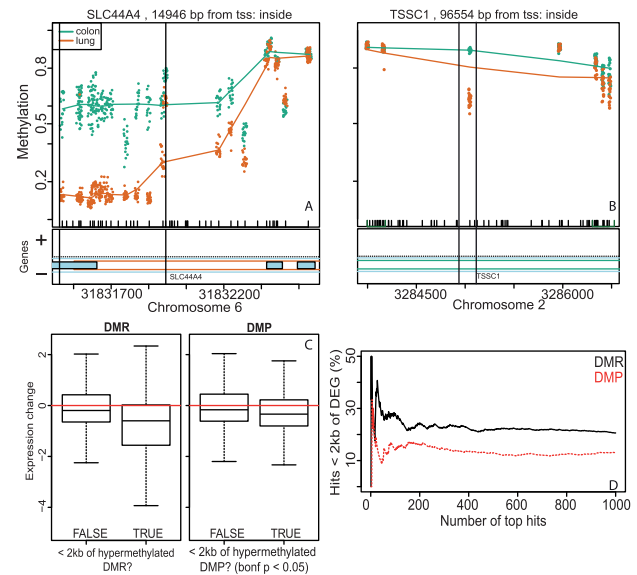 SLC44A4 , 14946 bp from tss: inside
colon
lung
Methylation
0.8
0.5
0.2
A
Genes
+
−
SLC44A4
31831700 31832200
Chromosome 6
TSSC1 , 96554 bp from tss: inside
B
TSSC1
3284500 3286000
Chromosome 2
DMR
DMP
C
Expression change
2
0
−2
−4
FALSE TRUE
FALSE TRUE
< 2kb of hypermethylated
DMR?
< 2kb of hypermethylated
DMP? (bonf p < 0.05)
Hits < 2kb of DEG (%)
50
30
10
DMR
DMP
D
0 200 400 600 800 1000
Number of top hits